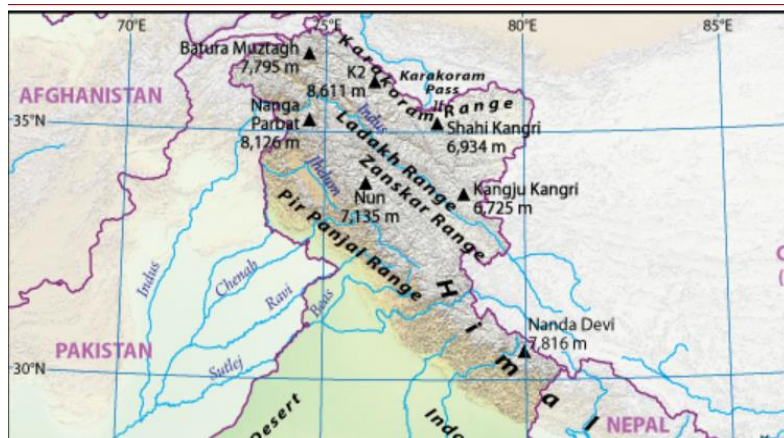 70°E
75°E
80°E
85°E
Batura Muztagh
7,795 m
K2
8,611 m
Karakoram Range
Karakoram
Pass
AFGHANISTAN
Nanga
Parbat
8,126 m
35°N
Indus
Shahi Kangri
6,934 m
Ladakh Range
Zanskar Range
Jhelum
Nun
7,135 m
Kangju Kangri
6,725 m
Pir Panjal Range
Indus
Chenab
Ravi
Beas
Sutlej
Himal
Nanda Devi
7,816 m
PAKISTAN
30°N
NEPAL
Desert